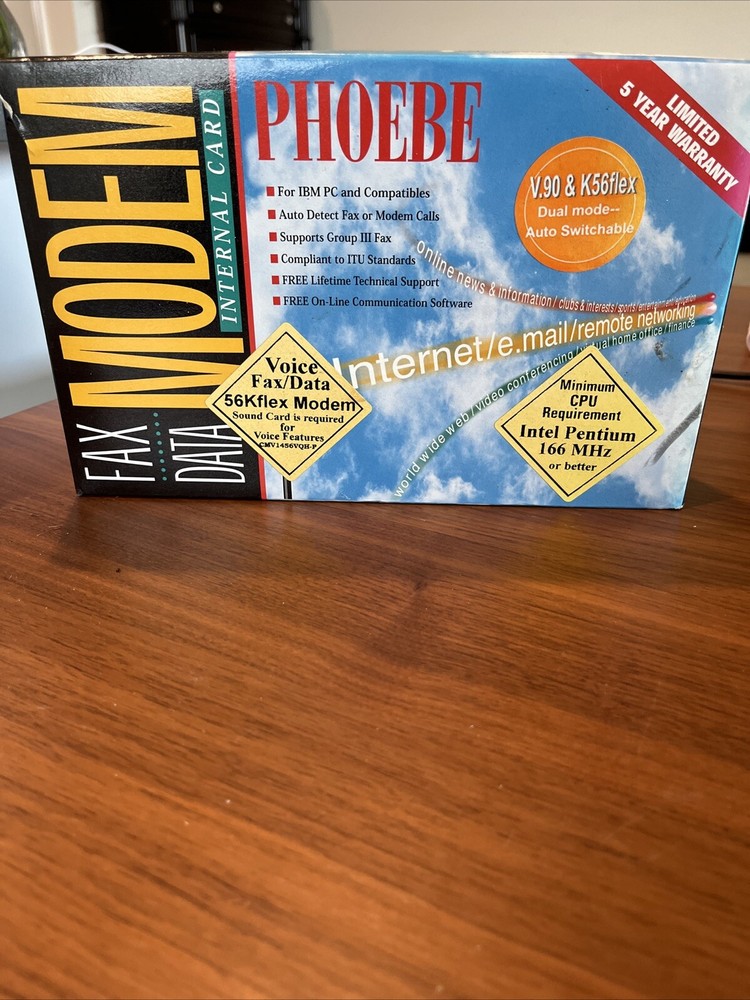 FAX MODEM
DATA
INTERNAL CARD
PHOEBE
For IBM PC and Compatibles
Auto Detect Fax or Modem Calls
Supports Group III Fax
Compliant to ITU Standards
FREE Lifetime Technical Support
FREE On-Line Communication Software
LIMITED
5 YEAR WARRANTY
V.90 & K56flex
Dual mode--
Auto Switchable
online news & information / clubs & interests / sports / entertainment
Internet/e.mail/remote networking
world wide web / video conferencing / home office / finance
Voice
Fax/Data
56Kflex Modem
Sound Card is required
for
Voice Features
CMV1456VQH-P
Minimum
CPU
Requirement
Intel Pentium
166 MHz
or better